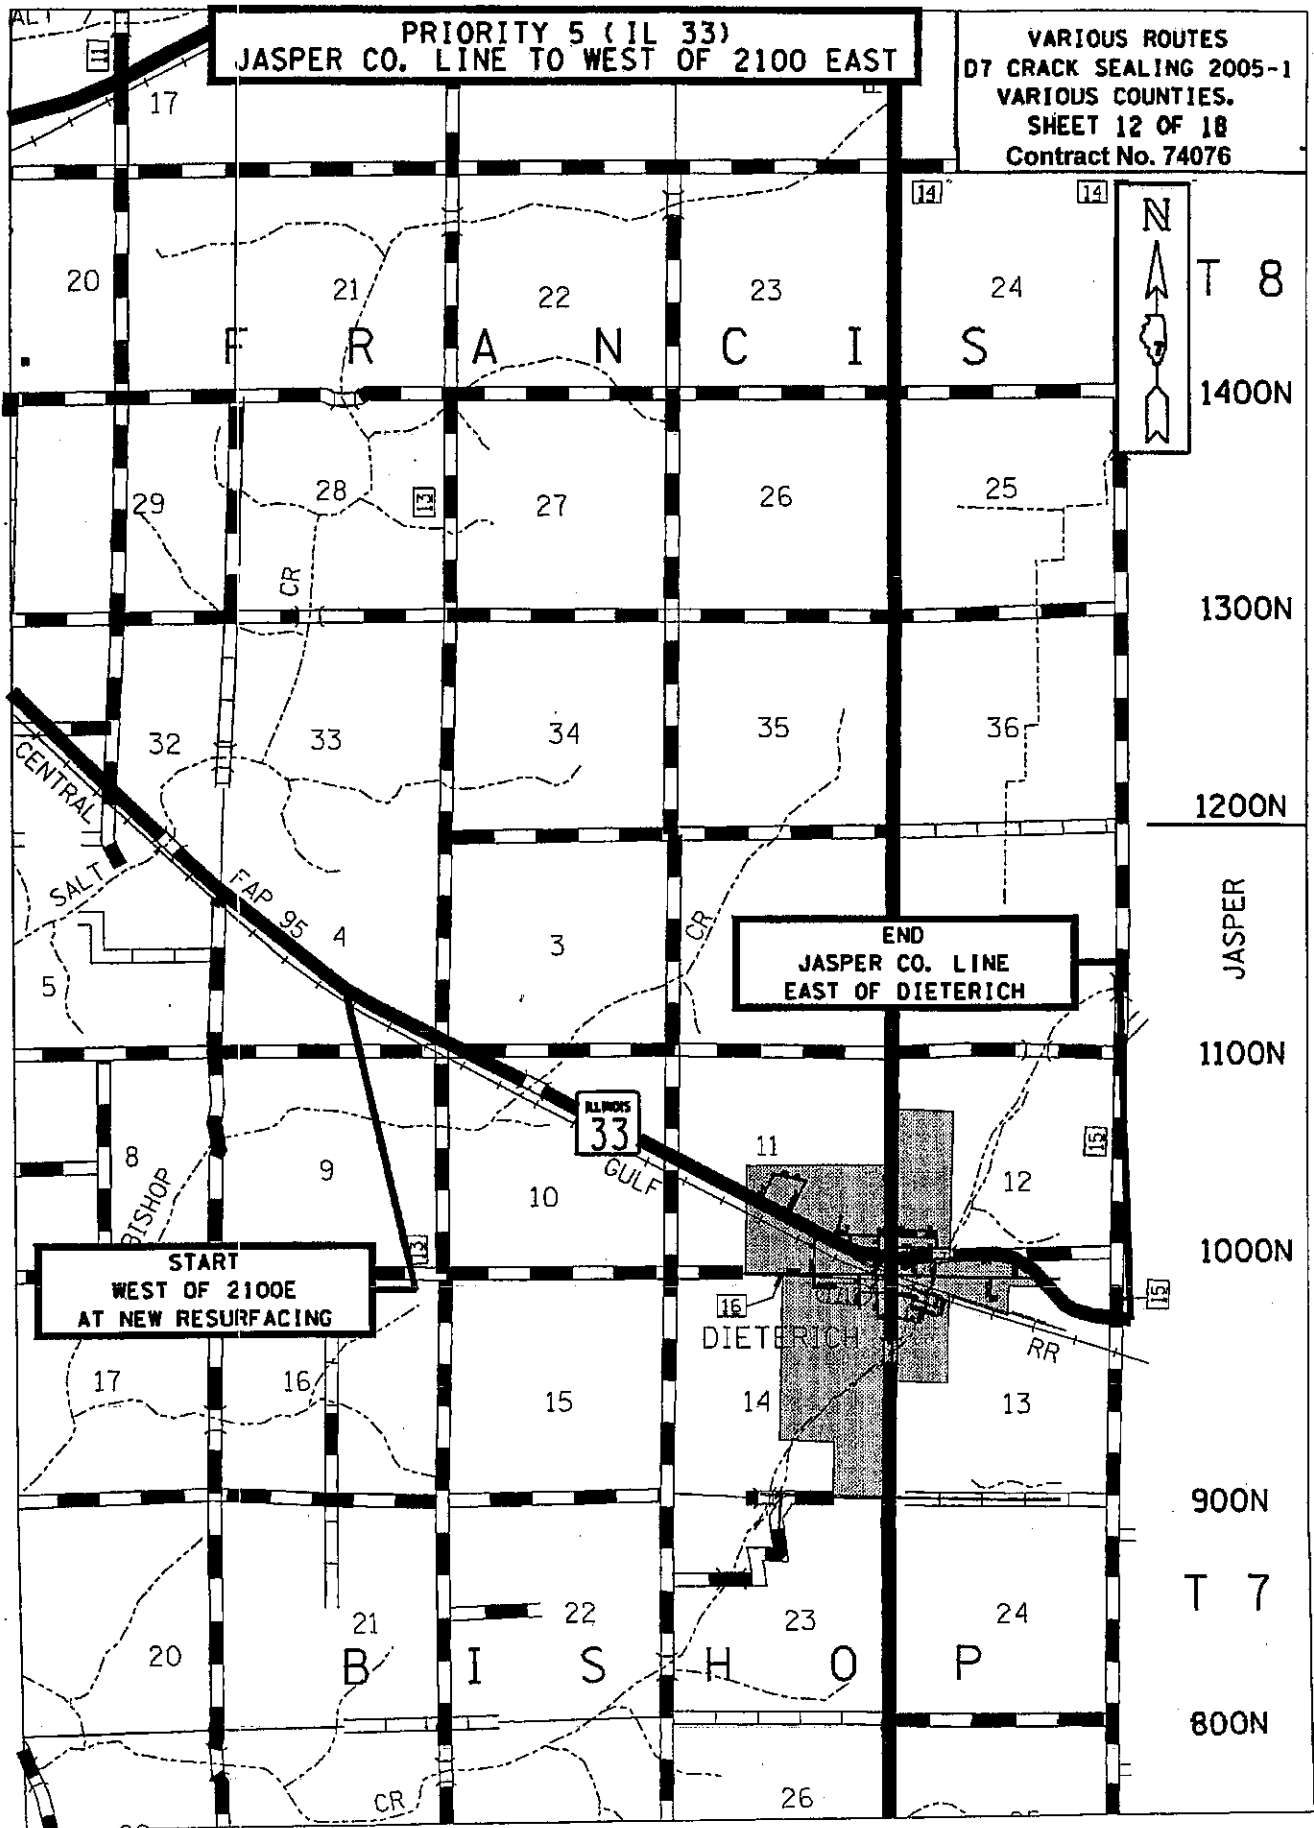 PRIORITY 5 (IL 33)
JASPER CO. LINE TO WEST OF 2100 EAST
VARIOUS ROUTES
D7 CRACK SEALING 2005-1
VARIOUS COUNTIES.
SHEET 12 OF 18
Contract No. 74076
11
17
14
14
N
T 8
20
21
22
23
24
7
F R A N C I S
1400N
29
28
13
27
26
25
CR
1300N
32
33
34
35
36
CENTRAL
1200N
SALT
FAP 95
4
3
CR
5
END
JASPER CO. LINE
EAST OF DIETERICH
JASPER
1100N
ILLINOIS
33
GULF
11
15
8
BISHOP
9
10
12
13
1000N
START
WEST OF 2100E
AT NEW RESURFACING
16
15
DIETERICH
RR
17
16
15
14
13
900N
T 7
20
21
22
23
24
B I S H O P
800N
CR
26